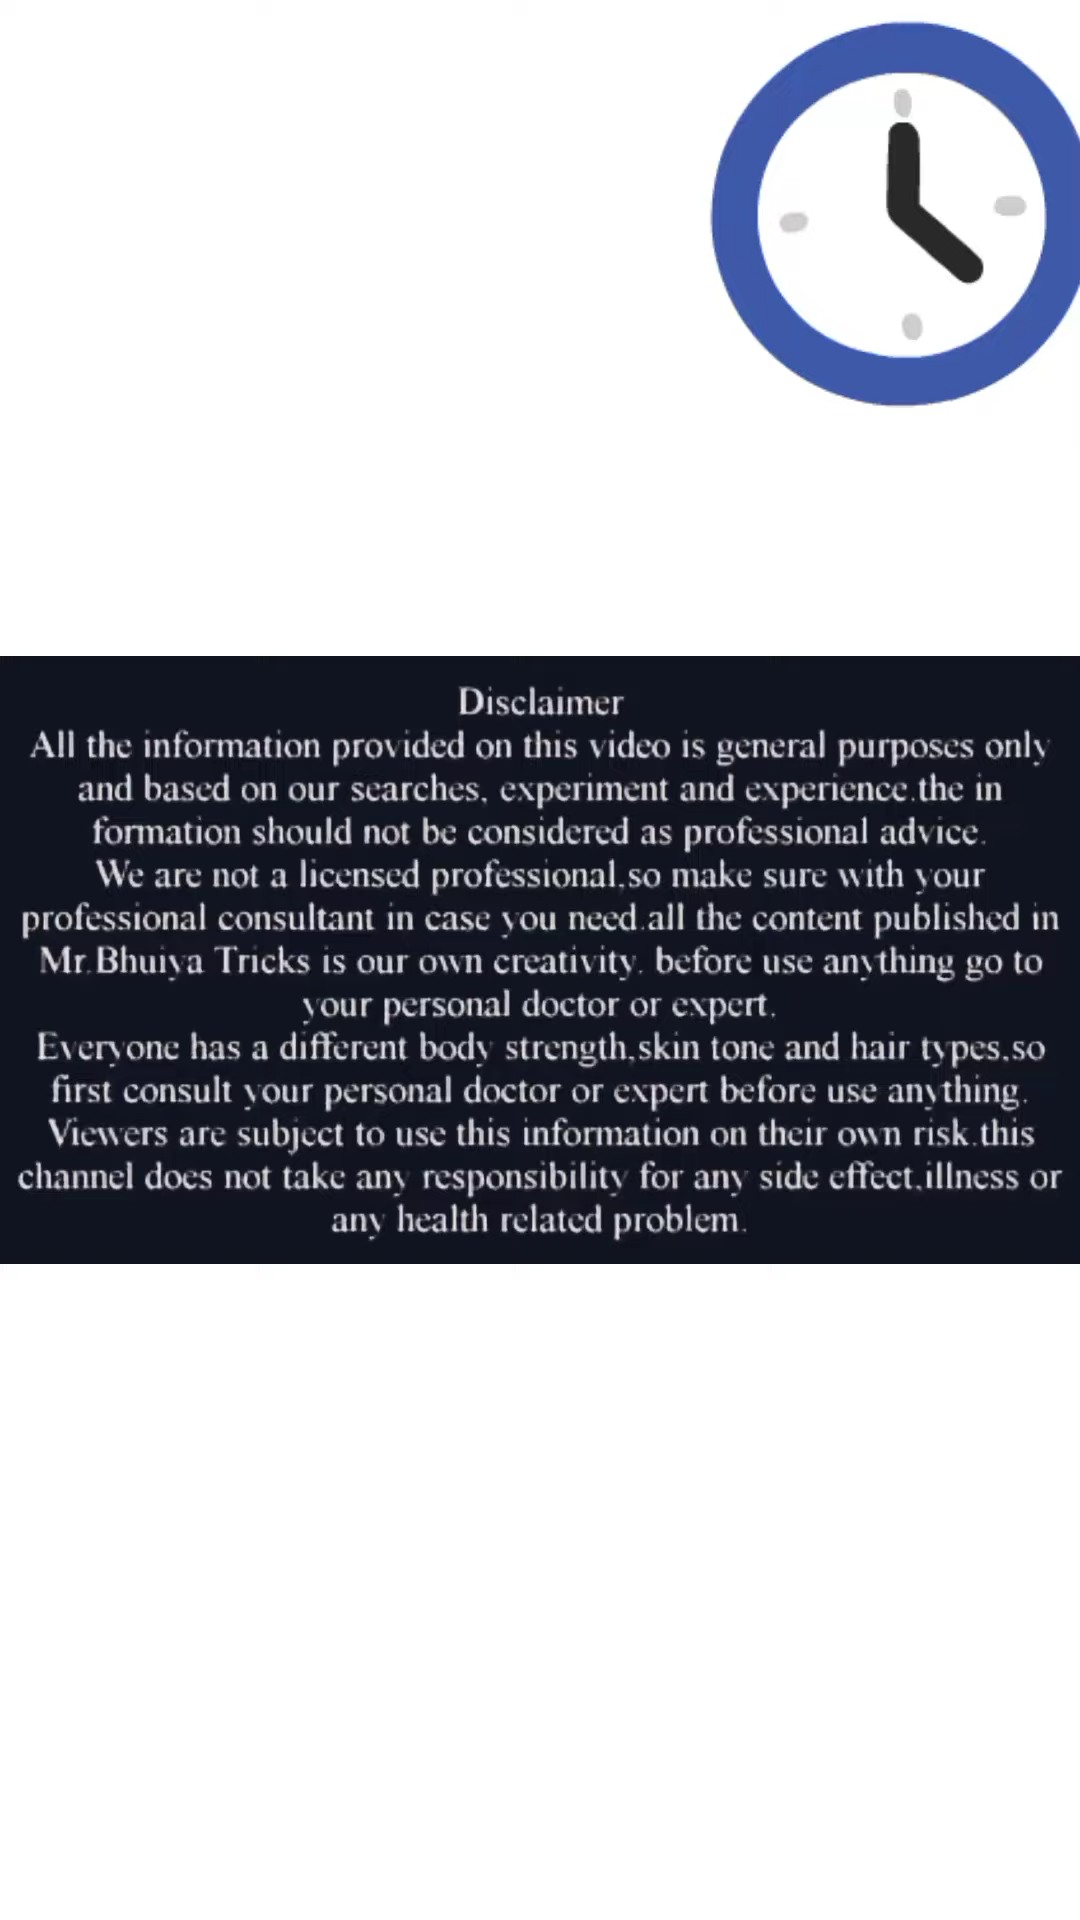 Disclaimer
All the information provided on this video is general purposes only
and based on our searches, experiment and experience.the in
formation should not be considered as professional advice.
We are not a licensed professional,so make sure with your
professional consultant in case you need.all the content published in
Mr.Bhuiya Tricks is our own creativity. before use anything go to
your personal doctor or expert.
Everyone has a different body strength,skin tone and hair types,so
first consult your personal doctor or expert before use anything.
Viewers are subject to use this information on their own risk.this
channel does not take any responsibility for any side effect,illness or
any health related problem.